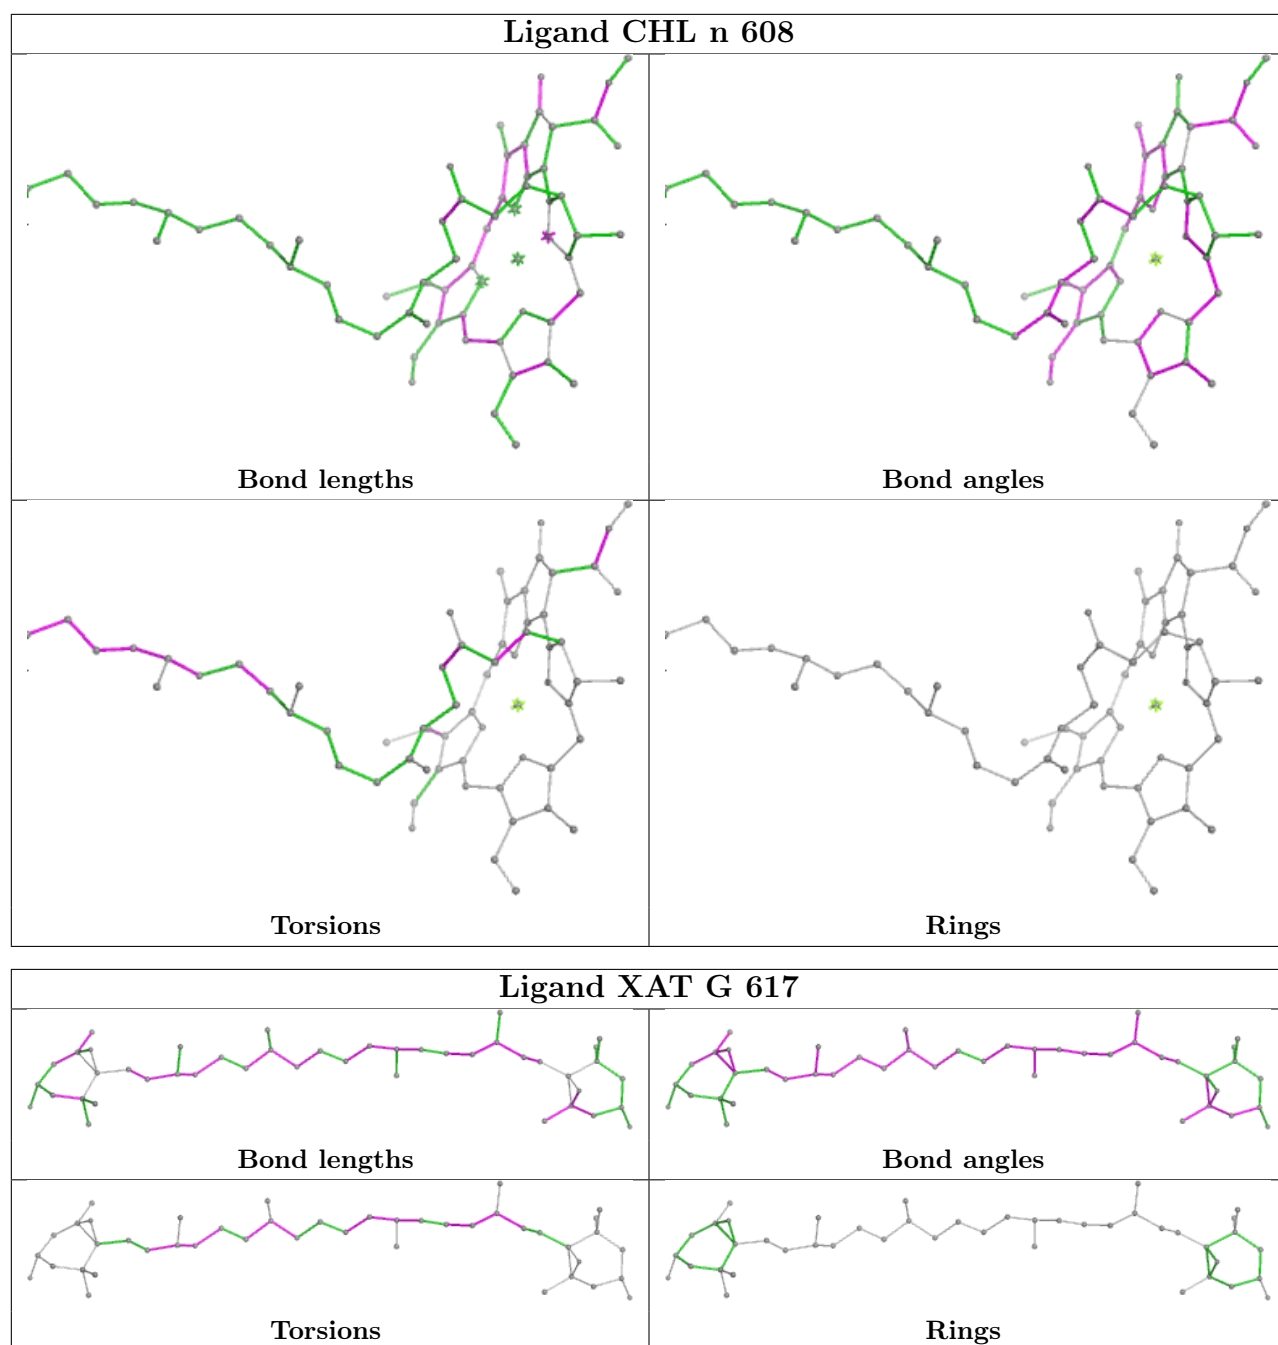 Ligand CHL n 608
Bond lengths
Bond angles
Torsions
Rings
Ligand XAT G 617
Bond lengths
Bond angles
Torsions
Rings